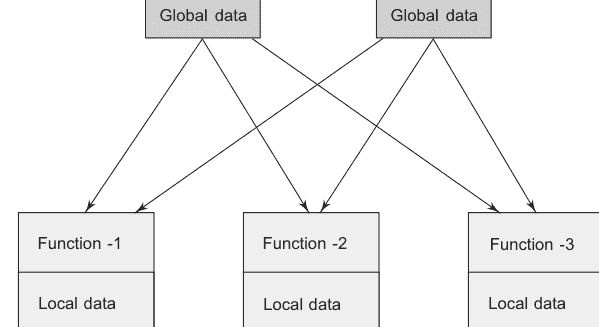 Global data
Global data
Function -1
Function -2
Function -3
Local data
Local data
Local data